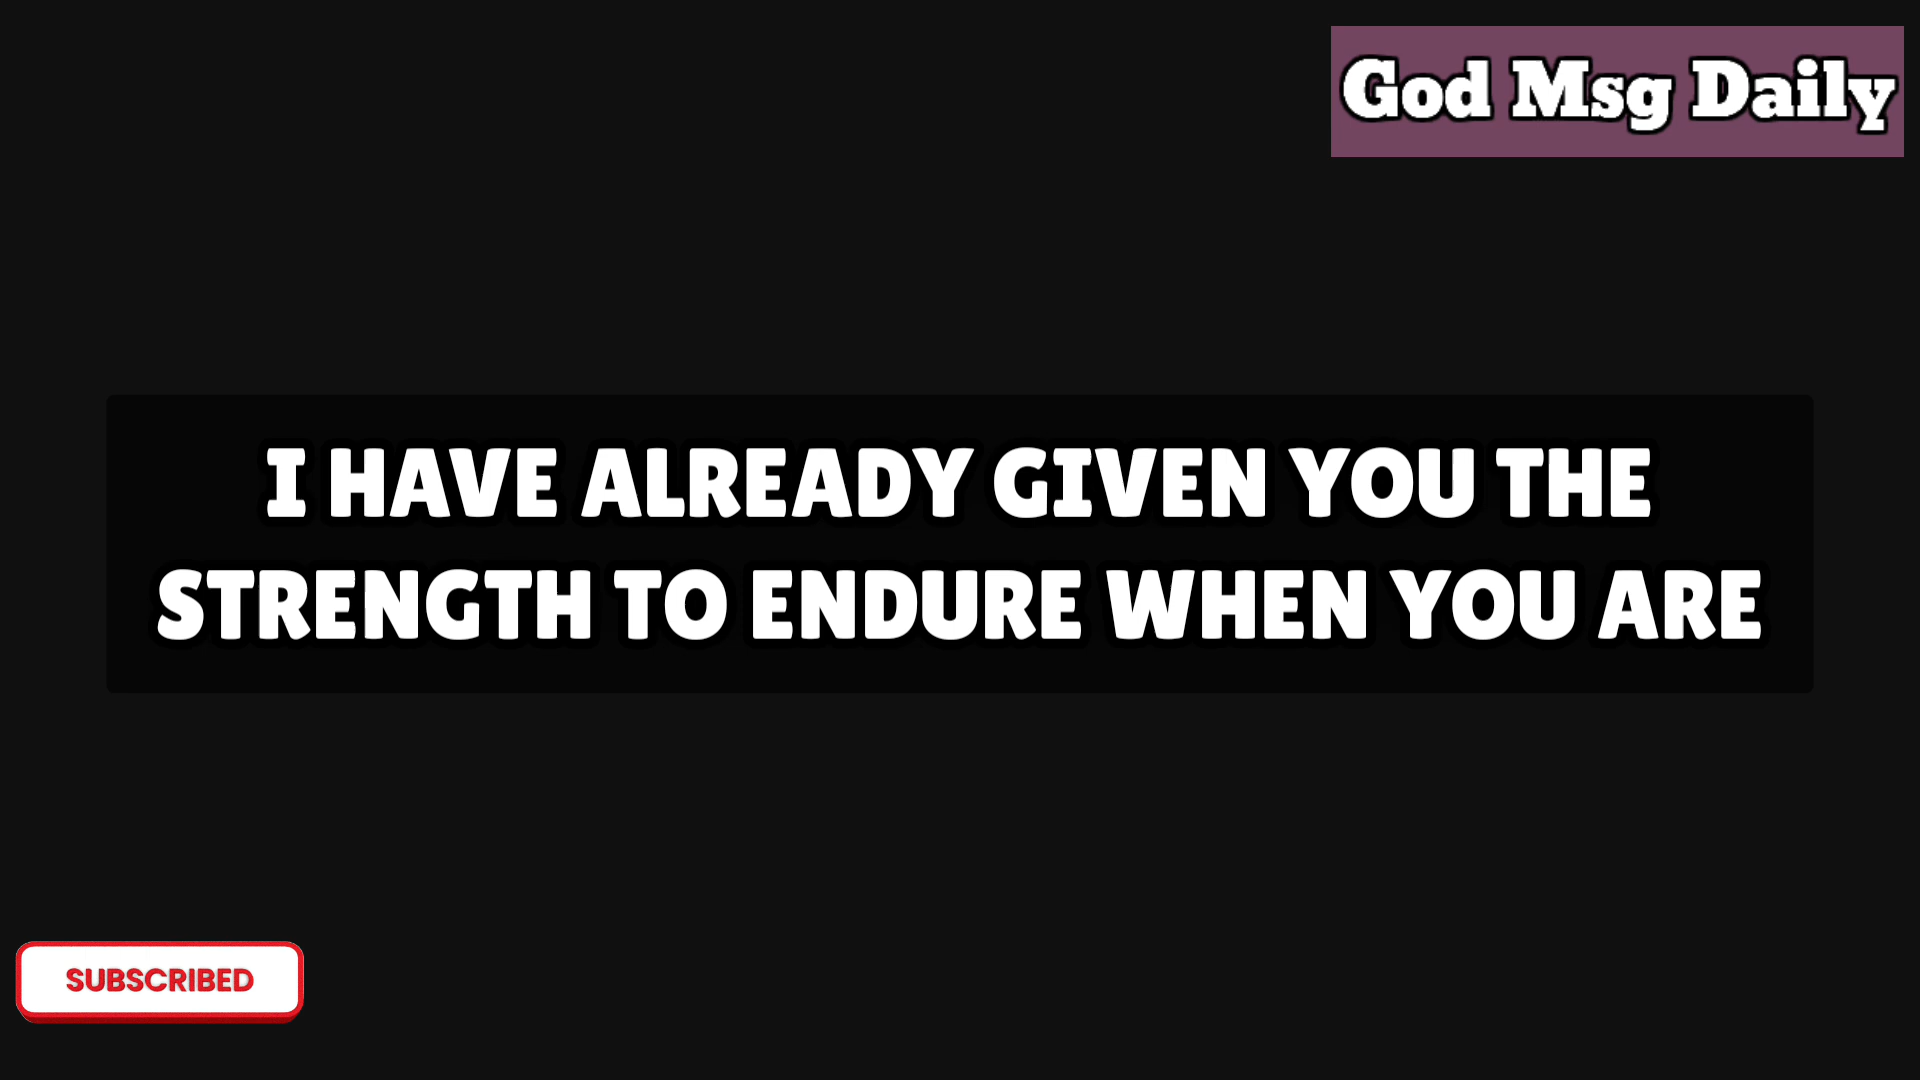 God Msg Daily
I HAVE ALREADY GIVEN YOU THE
STRENGTH TO ENDURE WHEN YOU ARE
SUBSCRIBED